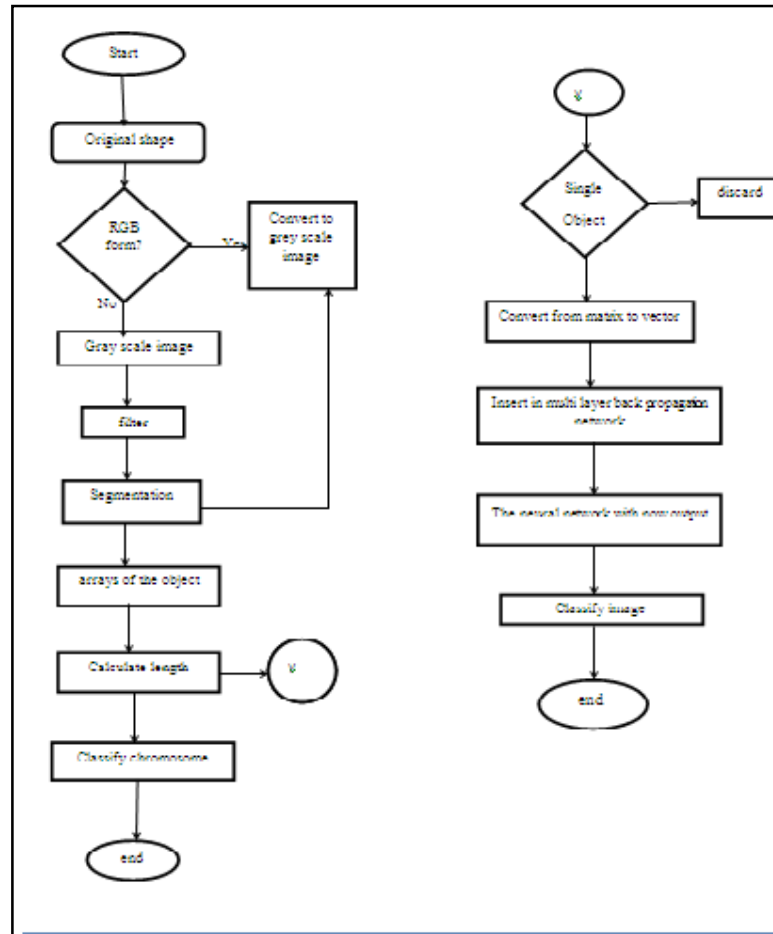 Start
Original shape
RGB
form?
Yes
Convert to
grey scale
image
No
Gray scale image
filter
Segmentation
arrays of the object
Calculate length
Classify chromosome
end
Single
Object
discard
Convert from matrix to vector
Insert in multi layer back propagation
network
The neural network with now output
Classify image
end